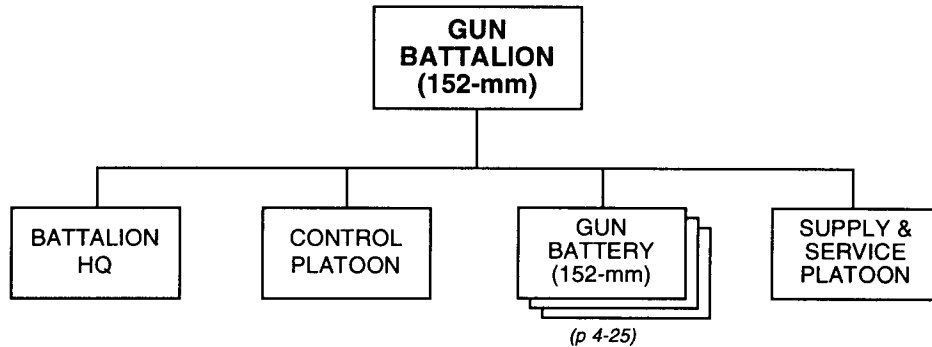 GUN
BATTALION
(152-mm)
BATTALION
HQ
CONTROL
PLATOON
GUN
BATTERY
(152-mm)
SUPPLY &
SERVICE
PLATOON
(p 4-25)